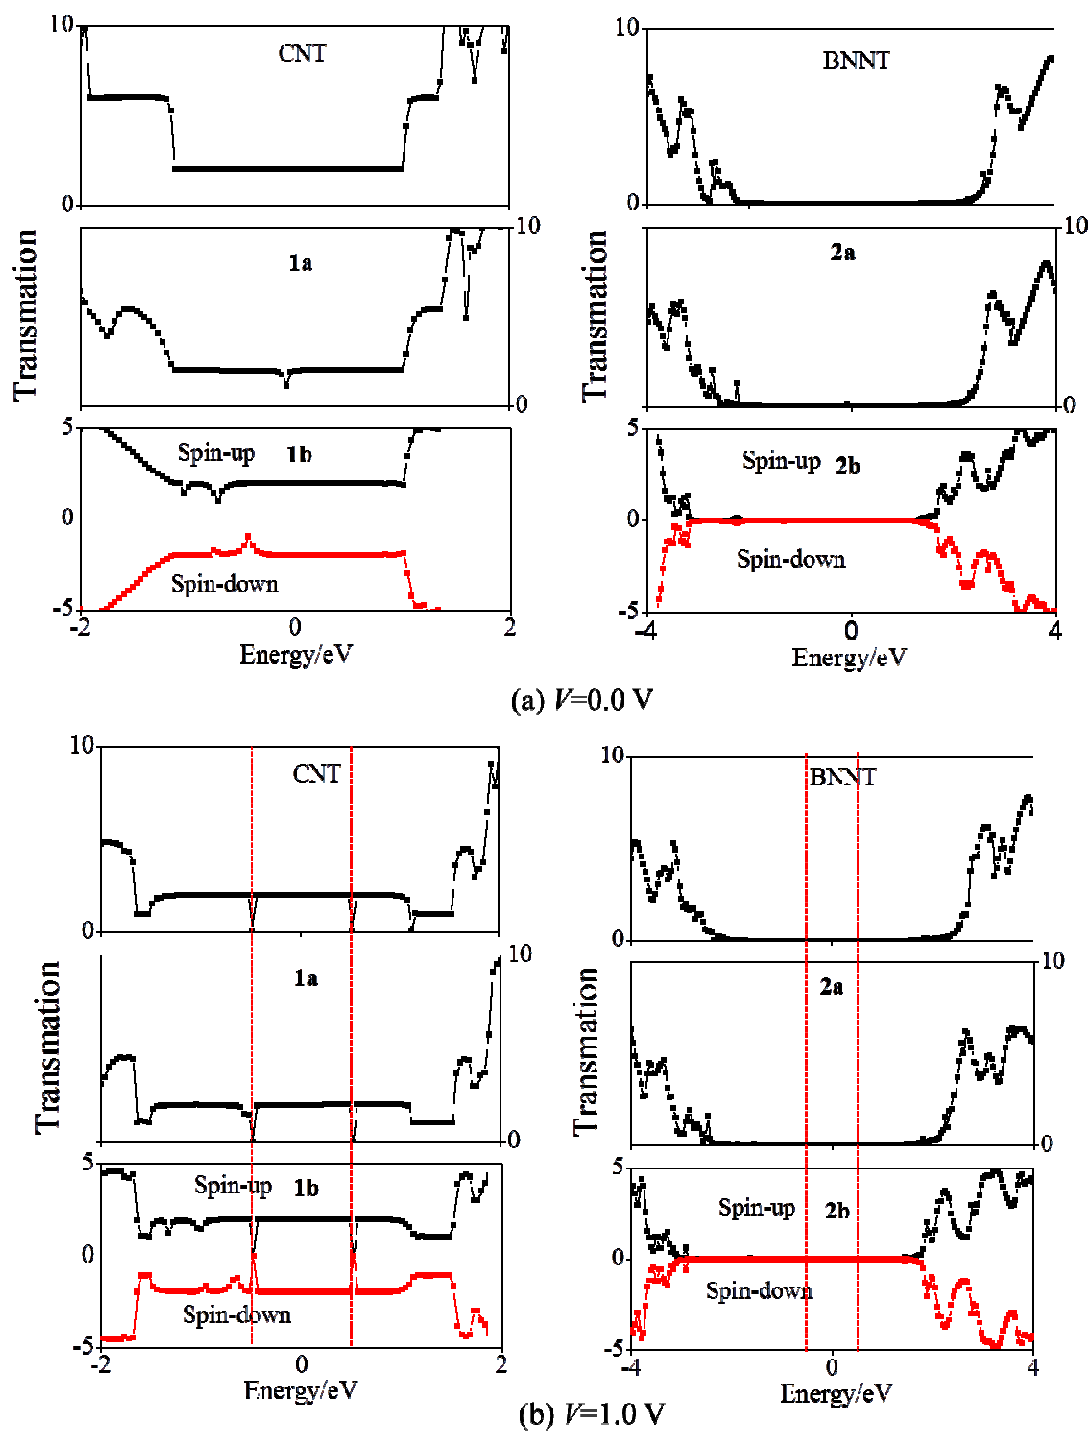 10
CNT
0
10
BNNT
0
Transmation
1a
10
0
Transmation
2a
10
0
5
Spin-up 1b
0
Spin-down
-5
-2 0 2
Energy/eV
5
Spin-up 2b
0
Spin-down
-5
-4 0 4
Energy/eV
(a) V=0.0 V
10
CNT
0
10
BNNT
0
Transmation
1a
10
0
Transmation
2a
10
0
5
Spin-up 1b
0
Spin-down
-5
-2 0 2
Energy/eV
5
Spin-up 2b
0
Spin-down
-5
-4 0 4
Energy/eV
(b) V=1.0 V